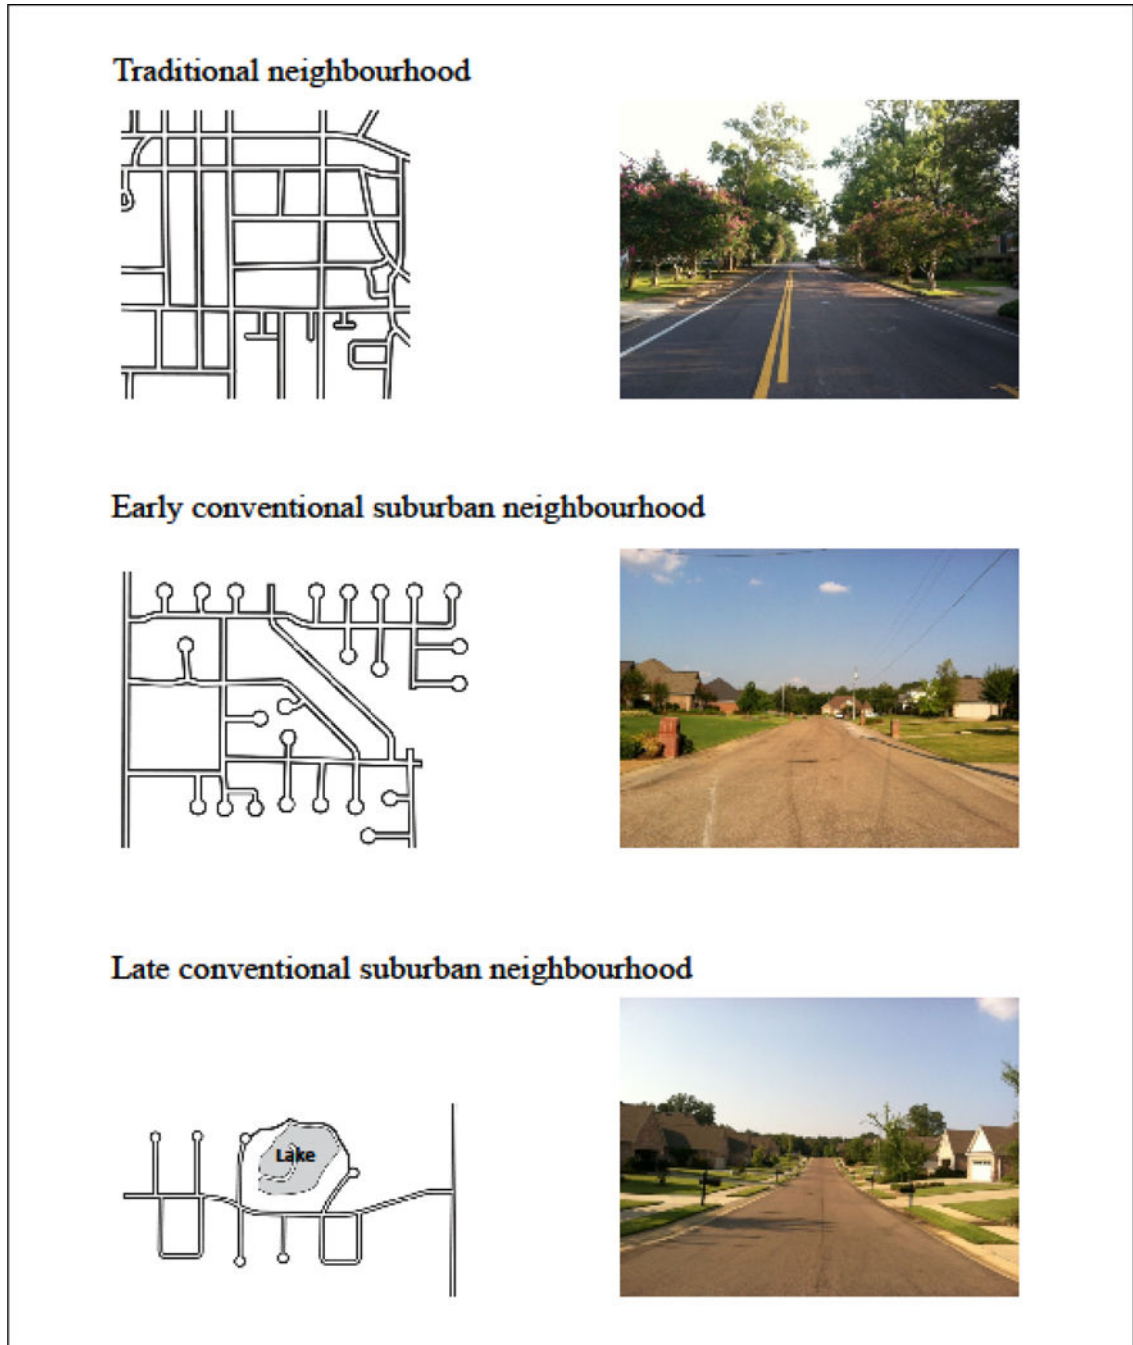 Traditional neighbourhood
Early conventional suburban neighbourhood
Late conventional suburban neighbourhood
Lake